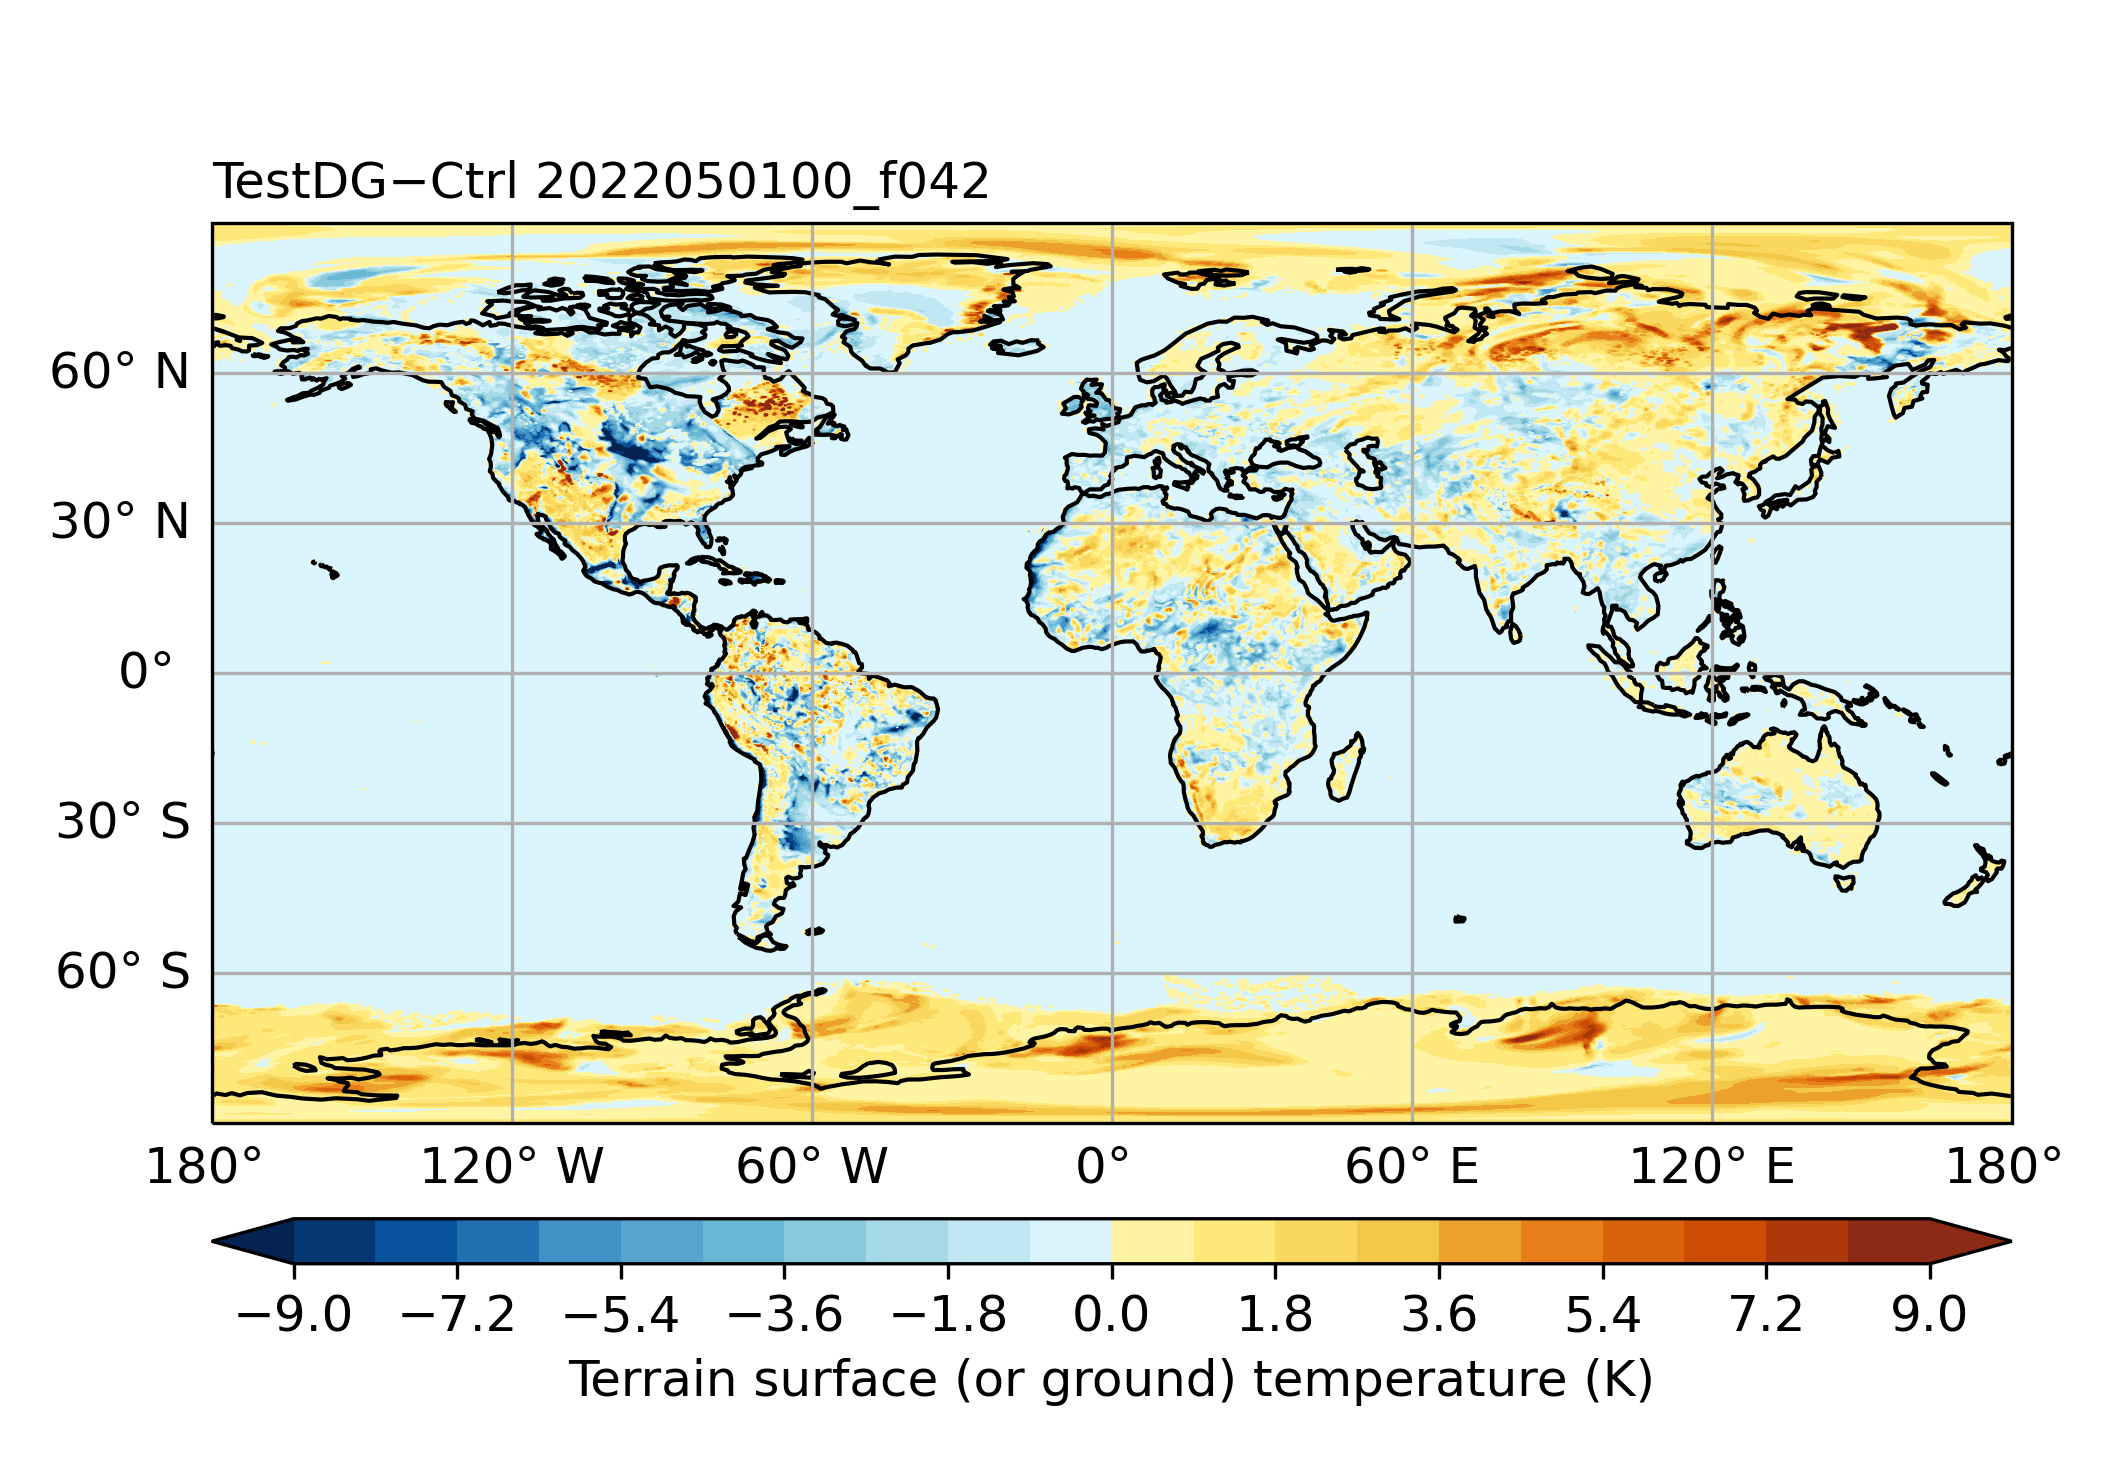 TestDG−Ctrl 2022050100_f042
60° N
30° N
0°
30° S
60° S
180° 120° W 60° W 0° 60° E 120° E 180°
−9.0 −7.2 −5.4 −3.6 −1.8 0.0 1.8 3.6 5.4 7.2 9.0
Terrain surface (or ground) temperature (K)